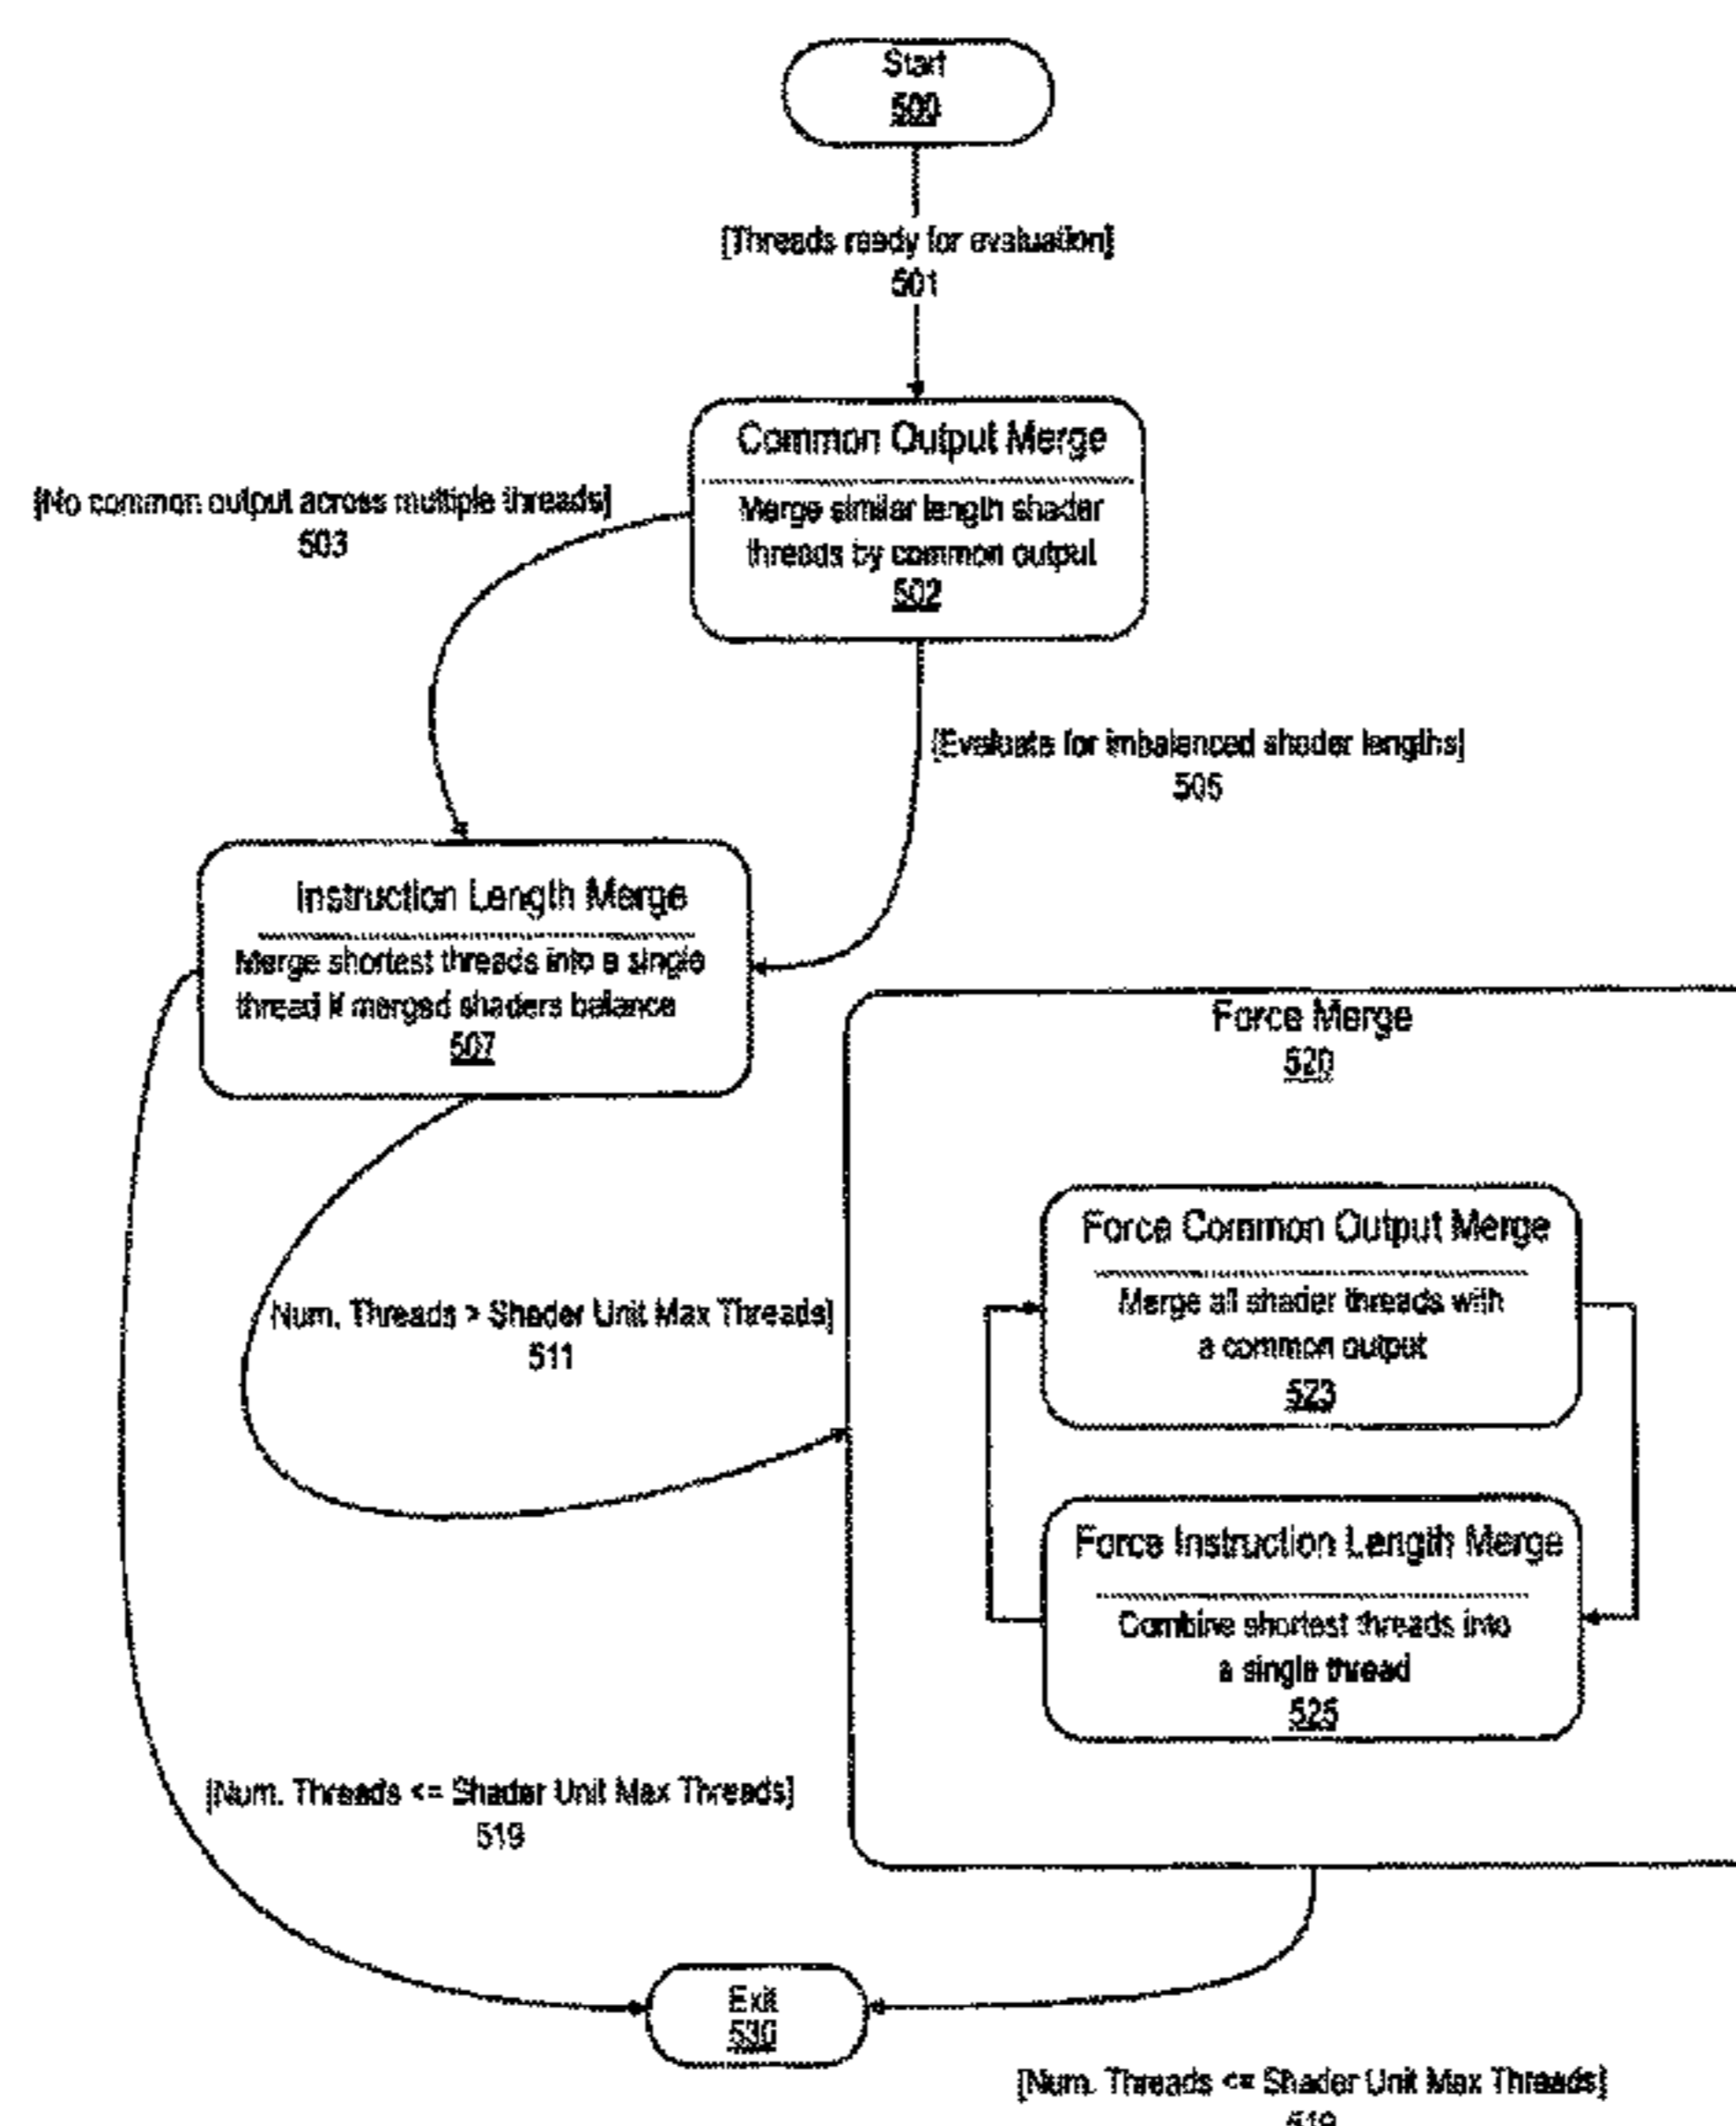 Start
500
[Threads ready for evaluation]
501
Common Output Merge
Merge similar length shader
threads by common output
502
[No common output across multiple threads]
503
[Evaluate for imbalanced shader lengths]
505
Instruction Length Merge
Merge shortest threads into a single
thread if merged shaders balance
507
Force Merge
520
Force Common Output Merge
Merge all shader threads with
a common output
523
[Num. Threads > Shader Unit Max Threads]
511
Force Instruction Length Merge
Combine shortest threads into
a single thread
525
[Num. Threads <= Shader Unit Max Threads]
519
Exit
530
[Num. Threads <= Shader Unit Max Threads]
519